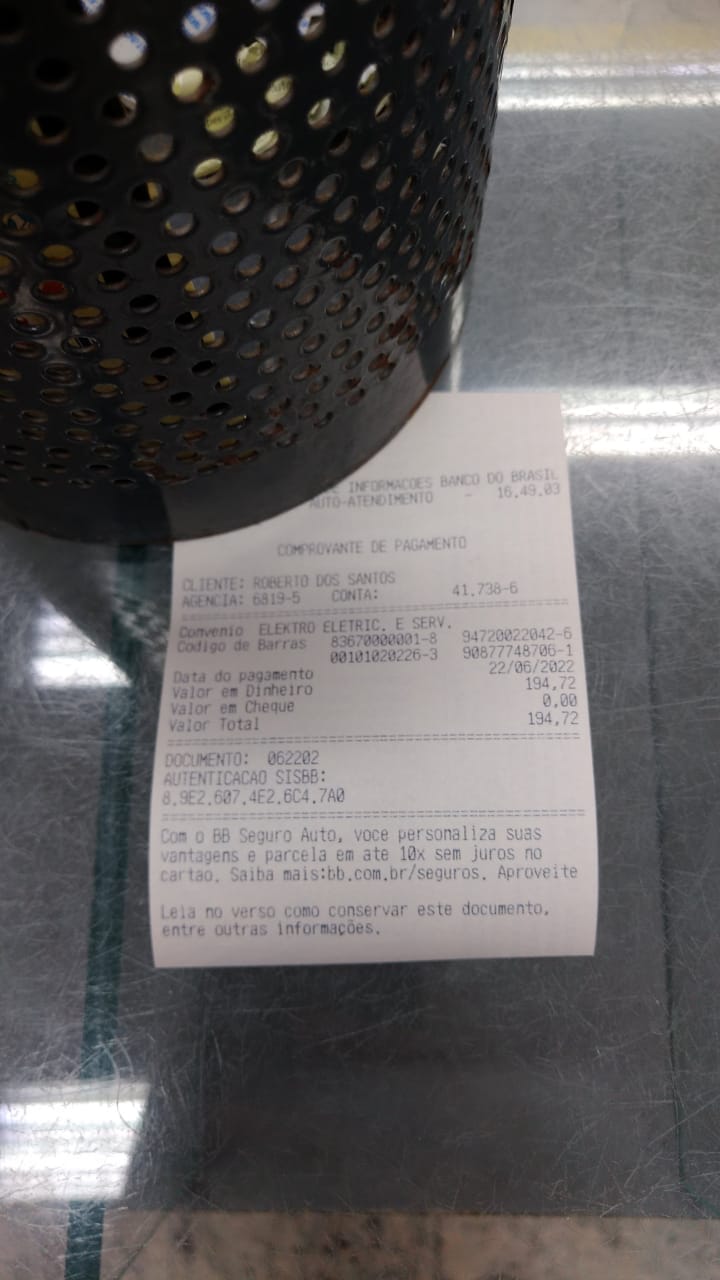 INFORMACOES BANCO DO BRASIL
AUTO-ATENDIMENTO - 16.49.03
COMPROVANTE DE PAGAMENTO
CLIENTE: ROBERTO DOS SANTOS
AGENCIA: 6819-5 CONTA: 41.738-6
Convenio ELEKTRO ELETRIC. E SERV.
Codigo de Barras 83670000001-8 94720022042-6
00101020226-3 90877748706-1
Data do pagamento 22/06/2022
Valor em Dinheiro 194,72
Valor em Cheque 0,00
Valor Total 194,72
DOCUMENTO: 062202
AUTENTICACAO SISBB:
8.9E2.607.4E2.6C4.7A0
Com o BB Seguro Auto, voce personaliza suas
vantagens e parcela em ate 10x sem juros no
cartao. Saiba mais:bb.com.br/seguros. Aproveite
Leia no verso como conservar este documento,
entre outras informações.